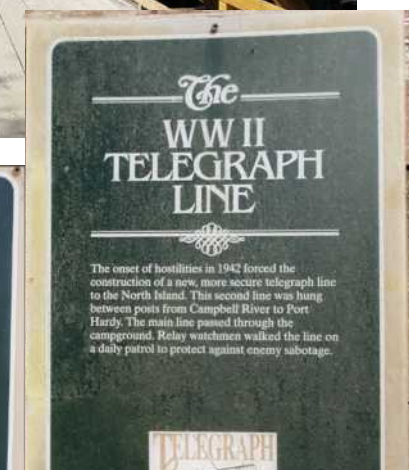 The
WW II
TELEGRAPH
LINE
The onset of hostilities in 1942 forced the
construction of a new, more secure telegraph line
to the North Island. This second line was hung
between posts from Campbell River to Port
Hardy. The main line passed through the
campground. Relay watchmen walked the line on
a daily patrol to protect against enemy sabotage.
TELEGRAPH